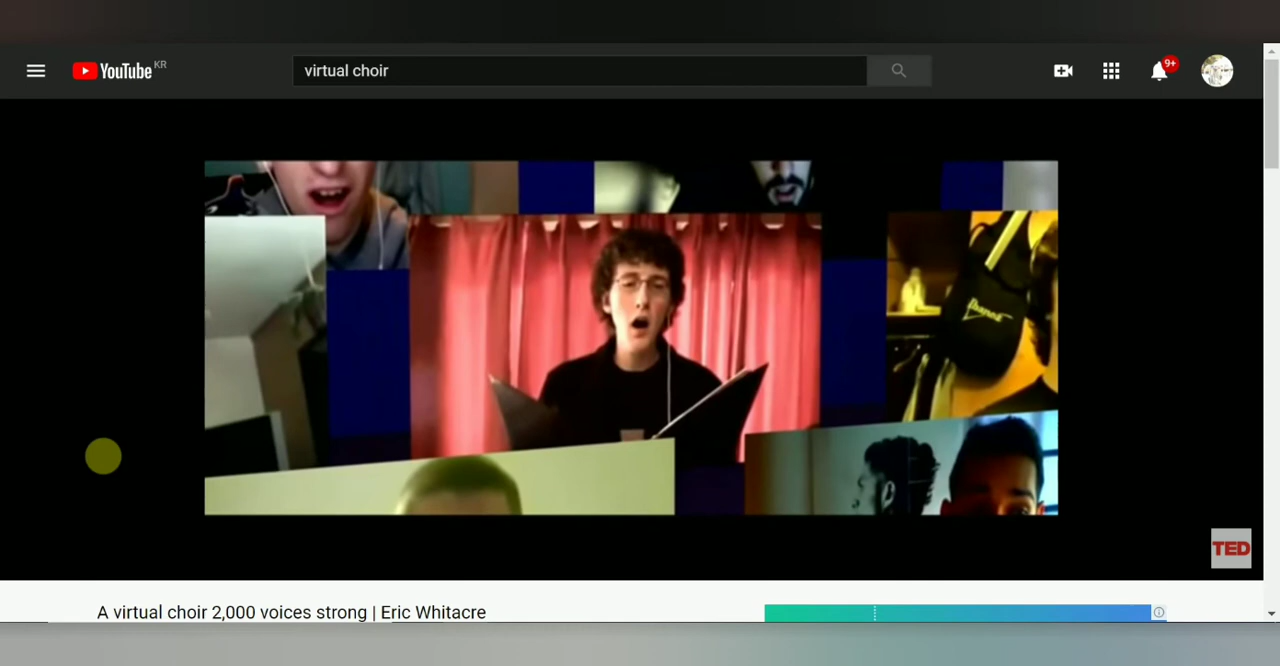 YouTube KR
virtual choir
9+
TED
A virtual choir 2,000 voices strong | Eric Whitacre